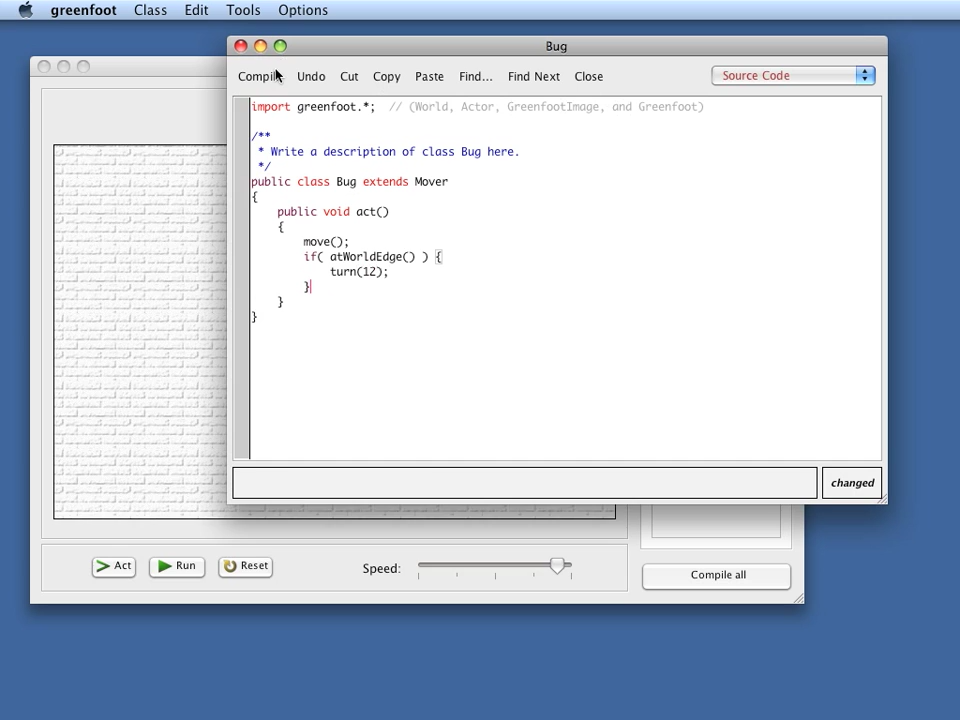 greenfoot Class Edit Tools Options
Bug
Compile Undo Cut Copy Paste Find... Find Next Close Source Code
import greenfoot.*;  // (World, Actor, GreenfootImage, and Greenfoot)
/**
 * Write a description of class Bug here.
 */
public class Bug extends Mover
{
    public void act()
    {
        move();
        if( atWorldEdge() ) {
            turn(12);
        }
    }
}
changed
Act Run Reset Speed: Compile all